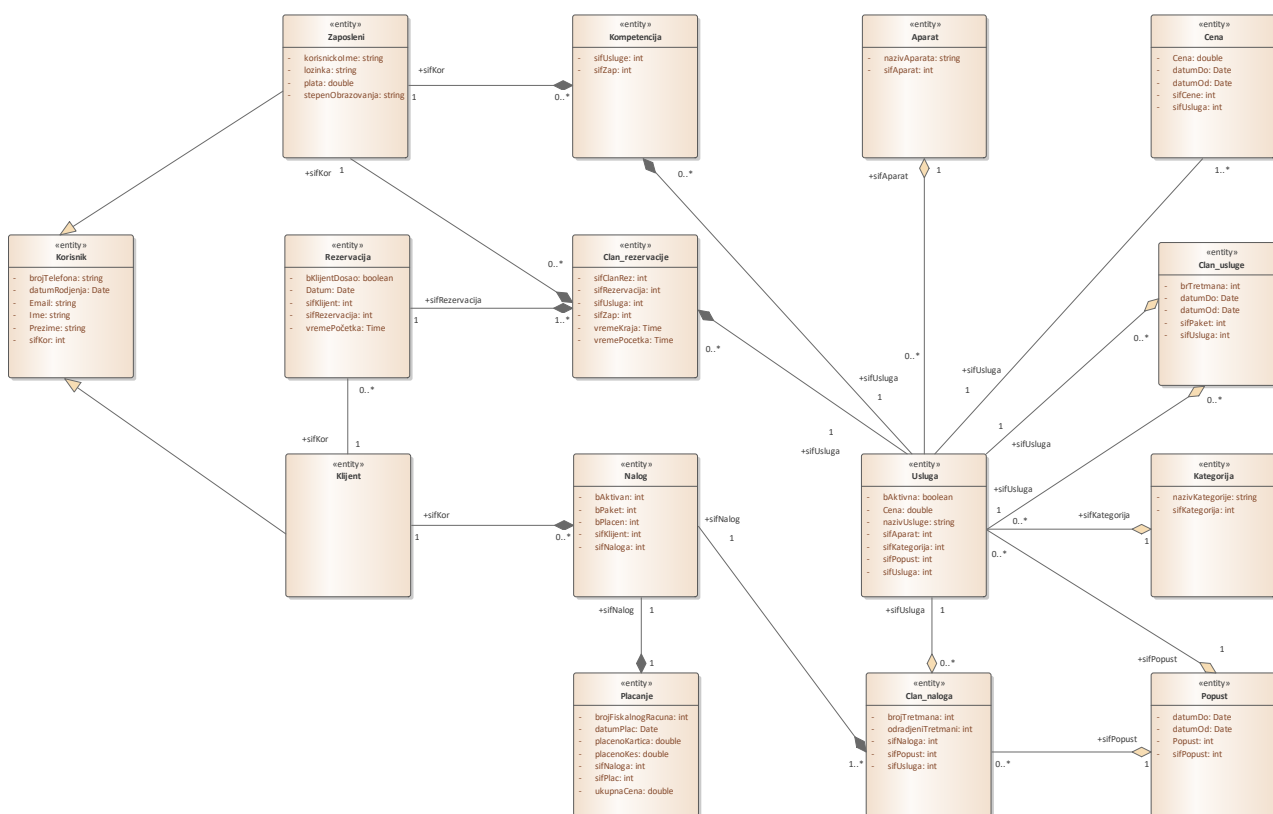 «entity»
Zaposleni
- korisnickoIme: string
- lozinka: string
- plata: double
- stepenObrazovanja: string
«entity»
Kompetencija
- sifUsluge: int
- sifZap: int
«entity»
Aparat
- nazivAparata: string
- sifAparat: int
«entity»
Cena
- Cena: double
- datumDo: Date
- datumOd: Date
- sifCene: int
- sifUsluga: int
+sifKor
1
0..*
+sifKor
1
0..*
+sifAparat
1
1..*
0..*
«entity»
Korisnik
- brojTelefona: string
- datumRodjenja: Date
- Email: string
- Ime: string
- Prezime: string
- sifKor: int
«entity»
Rezervacija
- bKlijentDosao: boolean
- Datum: Date
- sifKlijent: int
- sifRezervacija: int
- vremePočetka: Time
+sifRezervacija
1
1..*
0..*
«entity»
Clan_rezervacije
- sifClanRez: int
- sifRezervacija: int
- sifUsluga: int
- sifZap: int
- vremeKraja: Time
- vremePocetka: Time
0..*
0..*
«entity»
Clan_usluge
- brTretmana: int
- datumDo: Date
- datumOd: Date
- sifPaket: int
- sifUsluga: int
0..*
0..*
+sifUsluga
1
+sifUsluga
1
1
+sifUsluga
1
+sifUsluga
+sifUsluga
1
+sifKor
1
«entity»
Klijent
+sifKor
1
0..*
«entity»
Nalog
- bAktivan: int
- bPaket: int
- bPlacen: int
- sifKlijent: int
- sifNaloga: int
+sifNalog
1
«entity»
Usluga
- bAktivna: boolean
- Cena: double
- nazivUsluge: string
- sifAparat: int
- sifKategorija: int
- sifPopust: int
- sifUsluga: int
0..*
0..*
+sifKategorija
1
«entity»
Kategorija
- nazivKategorije: string
- sifKategorija: int
+sifNalog
1
1
+sifUsluga
1
0..*
1
+sifPopust
«entity»
Placanje
- brojFiskalnogRacuna: int
- datumPlac: Date
- placenoKartica: double
- placenoKes: double
- sifNaloga: int
- sifPlac: int
- ukupnaCena: double
1..*
«entity»
Clan_naloga
- brojTretmana: int
- odradjeniTretmani: int
- sifNaloga: int
- sifPopust: int
- sifUsluga: int
0..*
+sifPopust
1
«entity»
Popust
- datumDo: Date
- datumOd: Date
- Popust: int
- sifPopust: int